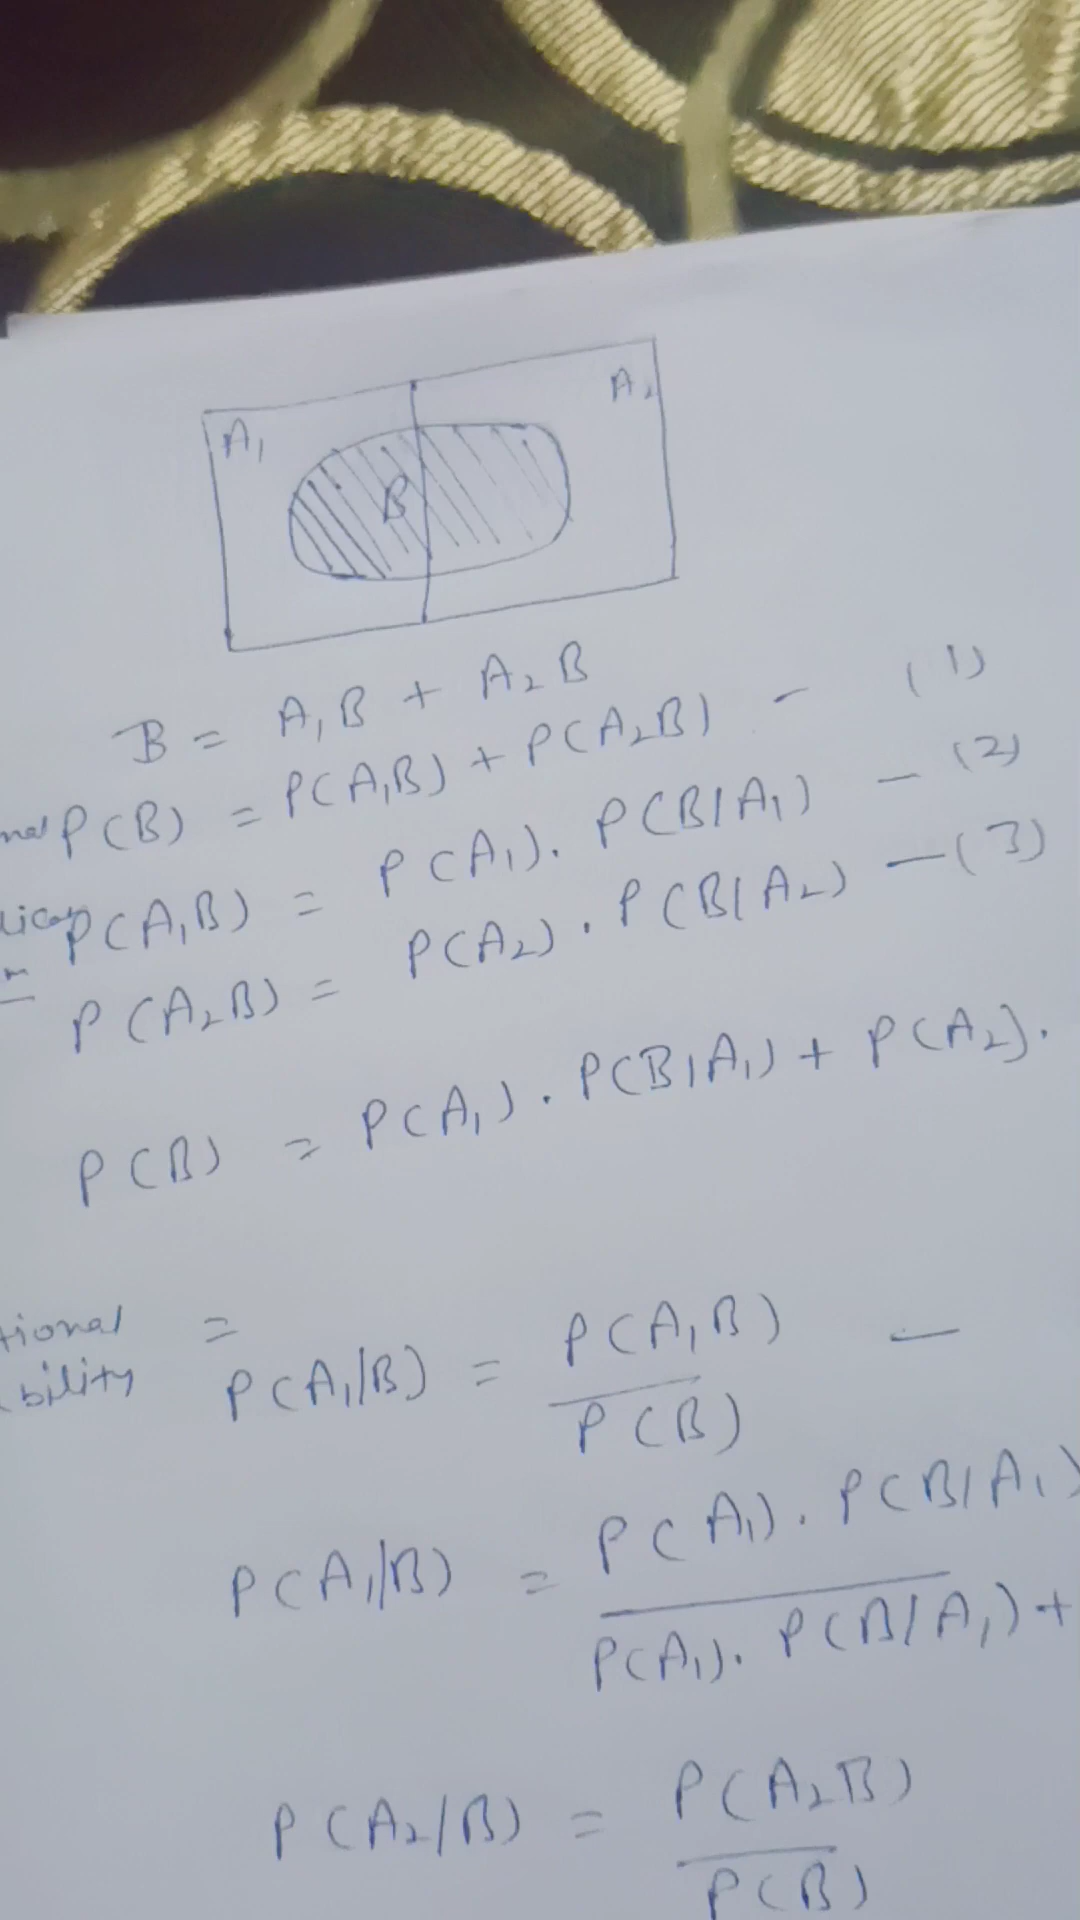 A₁ A₂
B
B = A₁B + A₂B
P(B) = P(A₁B) + P(A₂B) - (1)
P(A₁B) = P(A₁). P(B|A₁) - (2)
P(A₂B) = P(A₂). P(B|A₂) - (3)
P(B) = P(A₁). P(B|A₁) + P(A₂).
tional =
bility P(A₁|B) = P(A₁B) -
P(B)
P(A₁|B) = P(A₁). P(B|A₁)
P(A₁). P(B|A₁) +
P(A₂/B) = P(A₂B)
P(B)